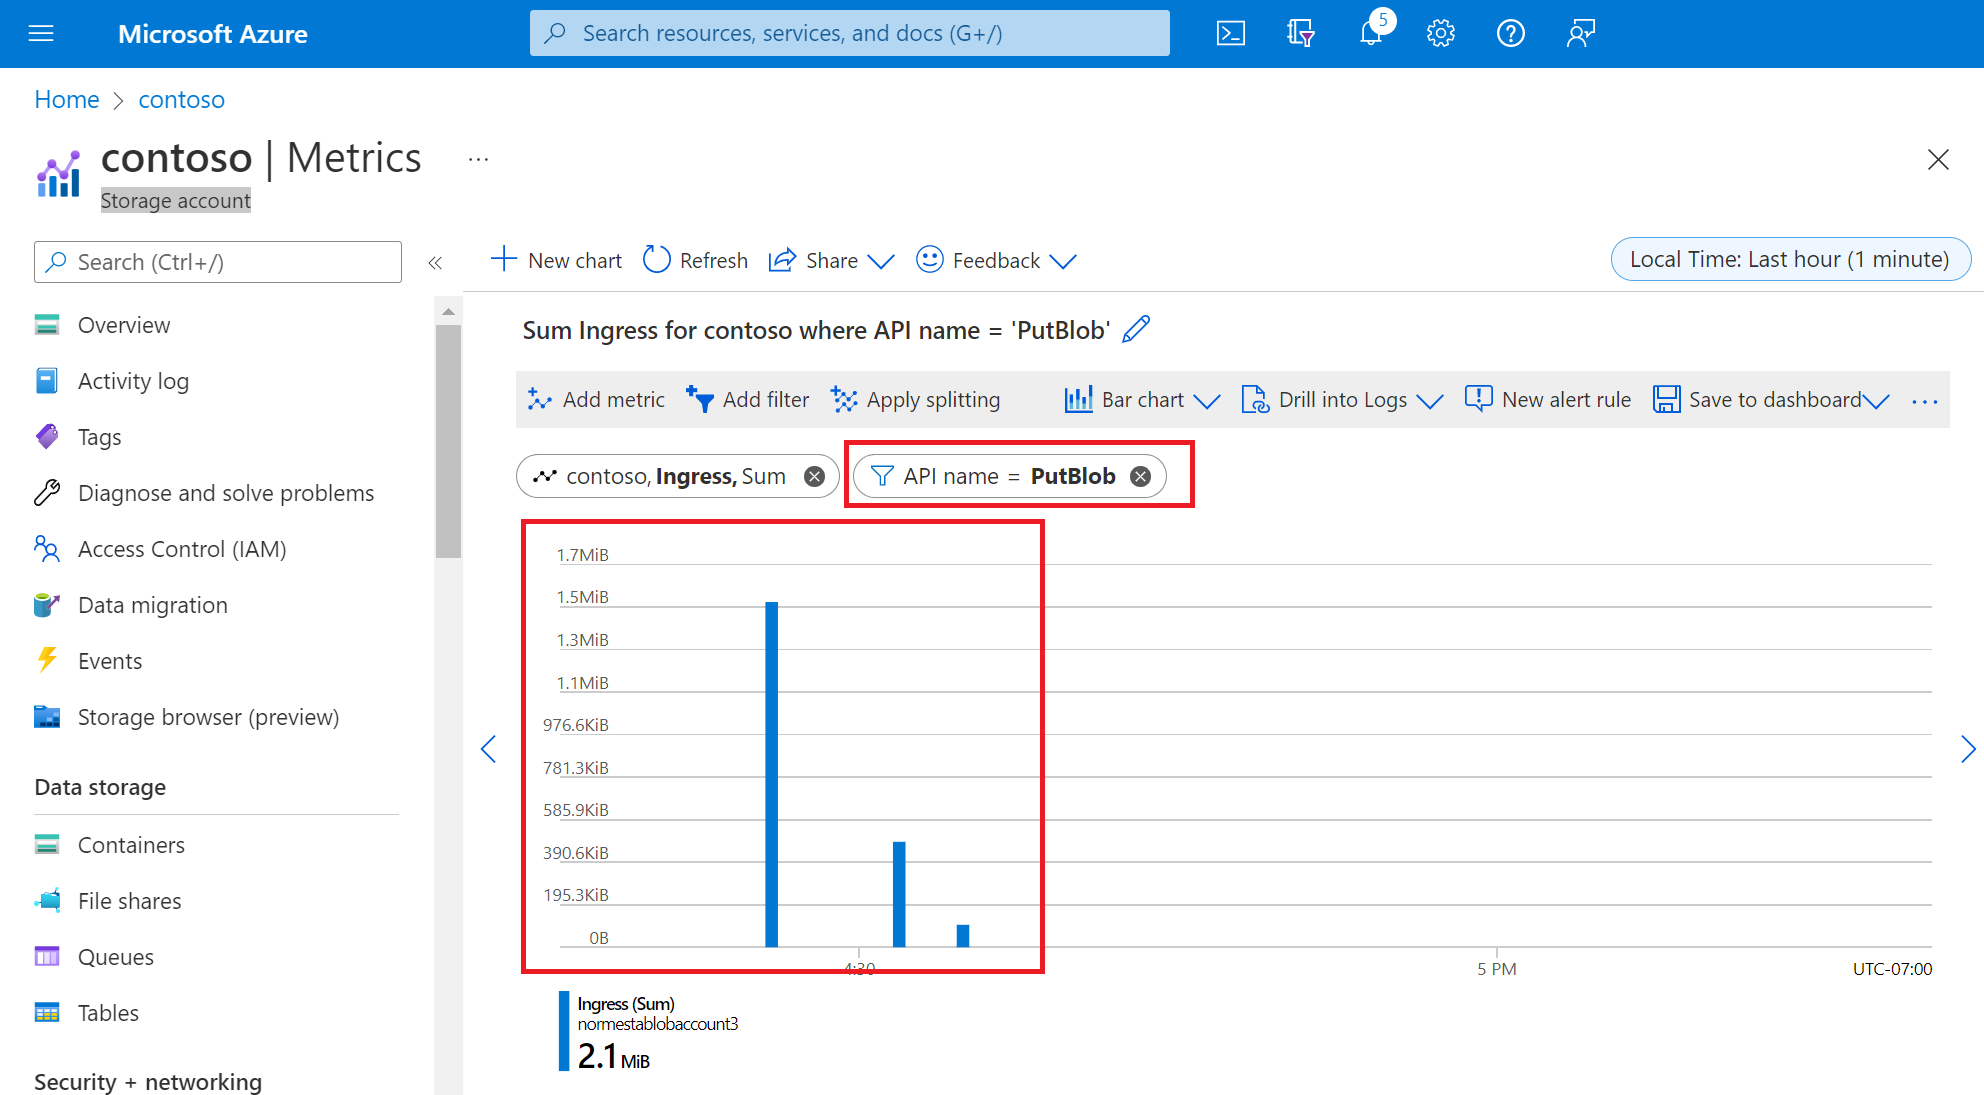 Microsoft Azure
Search resources, services, and docs (G+/)
5
Home > contoso
contoso | Metrics ...
Storage account
Search (Ctrl+/)
«
New chart
Refresh
Share
Feedback
Local Time: Last hour (1 minute)
Overview
Activity log
Tags
Diagnose and solve problems
Access Control (IAM)
Data migration
Events
Storage browser (preview)
Data storage
Containers
File shares
Queues
Tables
Security + networking
Sum Ingress for contoso where API name = 'PutBlob'
Add metric
Add filter
Apply splitting
Bar chart
Drill into Logs
New alert rule
Save to dashboard
...
contoso, Ingress, Sum
API name = PutBlob
1.7MiB
1.5MiB
1.3MiB
1.1MiB
976.6KiB
781.3KiB
585.9KiB
390.6KiB
195.3KiB
0B
4:30
5 PM
UTC-07:00
Ingress (Sum)
normestablobaccount3
2.1 MiB